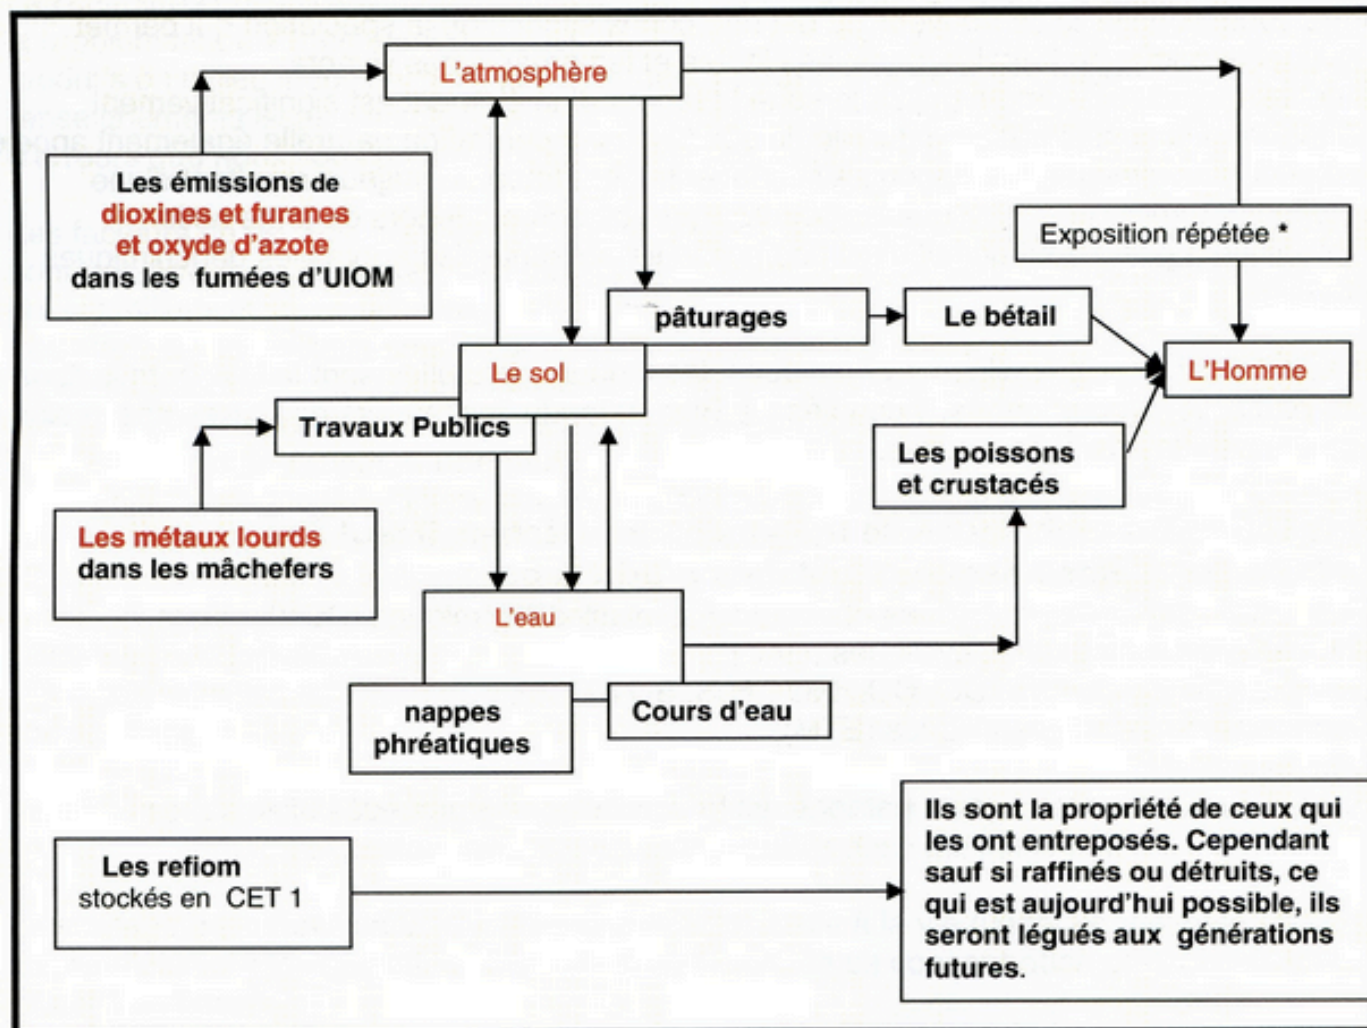 L'atmosphère
Les émissions de
dioxines et furanes
et oxyde d'azote
dans les fumées d'UIOM
Exposition répétée *
pâturages
Le bétail
Le sol
L'Homme
Travaux Publics
Les poissons
et crustacés
Les métaux lourds
dans les mâchefers
L'eau
nappes
phréatiques
Cours d'eau
Les refiom
stockés en CET 1
Ils sont la propriété de ceux qui
les ont entreposés. Cependant
sauf si raffinés ou détruits, ce
qui est aujourd'hui possible, ils
seront légués aux générations
futures.